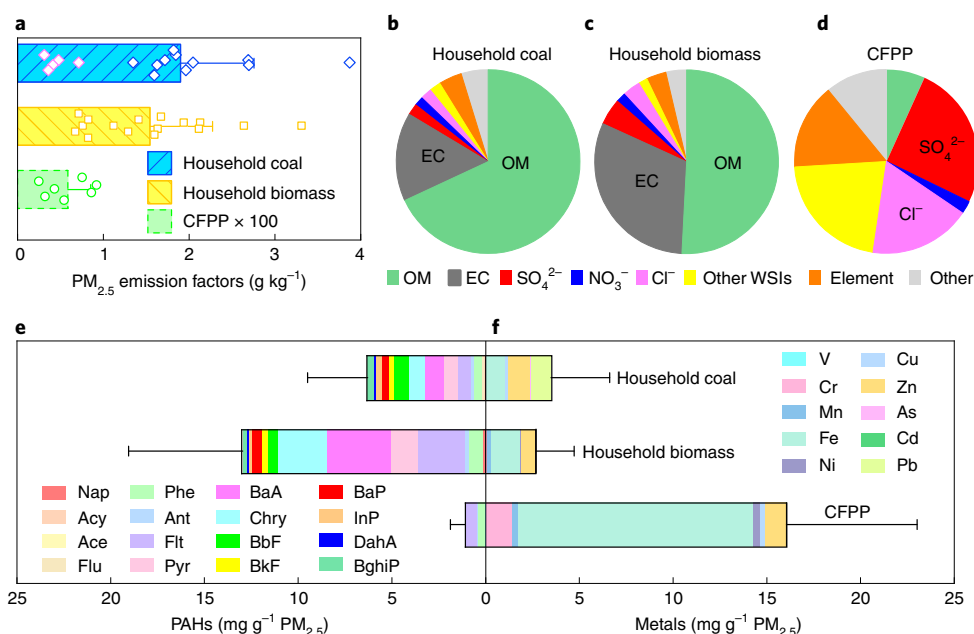 a
Household coal
Household biomass
CFPP × 100
0 1 2 3 4
PM2.5 emission factors (g kg−1)
b
Household coal
EC
OM
c
Household biomass
EC
OM
d
CFPP
SO4 2−
Cl−
OM EC SO4 2− NO3− Cl− Other WSIs Element Other
e
f
Household coal
Household biomass
CFPP
Nap Phe BaA BaP
Acy Ant Chry InP
Ace Flt BbF DahA
Flu Pyr BkF BghiP
V Cu
Cr Zn
Mn As
Fe Cd
Ni Pb
25 20 15 10 5 0 5 10 15 20 25
PAHs (mg g−1 PM2.5)
Metals (mg g−1 PM2.5)